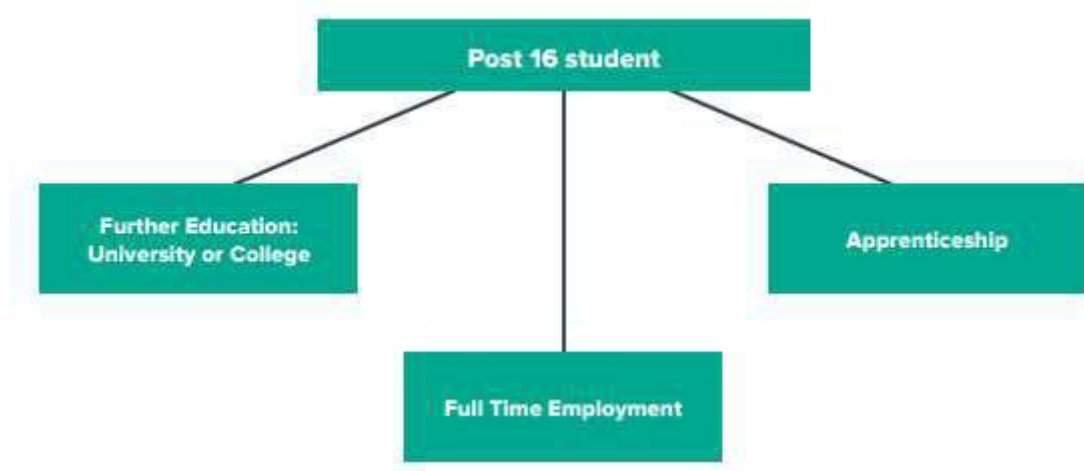 Post 16 student
Further Education:
University or College
Apprenticeship
Full Time Employment